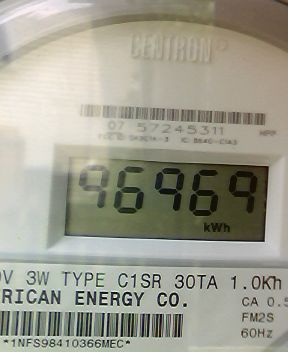 CENTRON®
07 57245311
HPP
96969
kWh
0V 3W TYPE C1SR 30TA 1.0Kh
RICAN ENERGY CO.
CA 0.5
FM2S
60Hz
*1NFS98410366MEC*